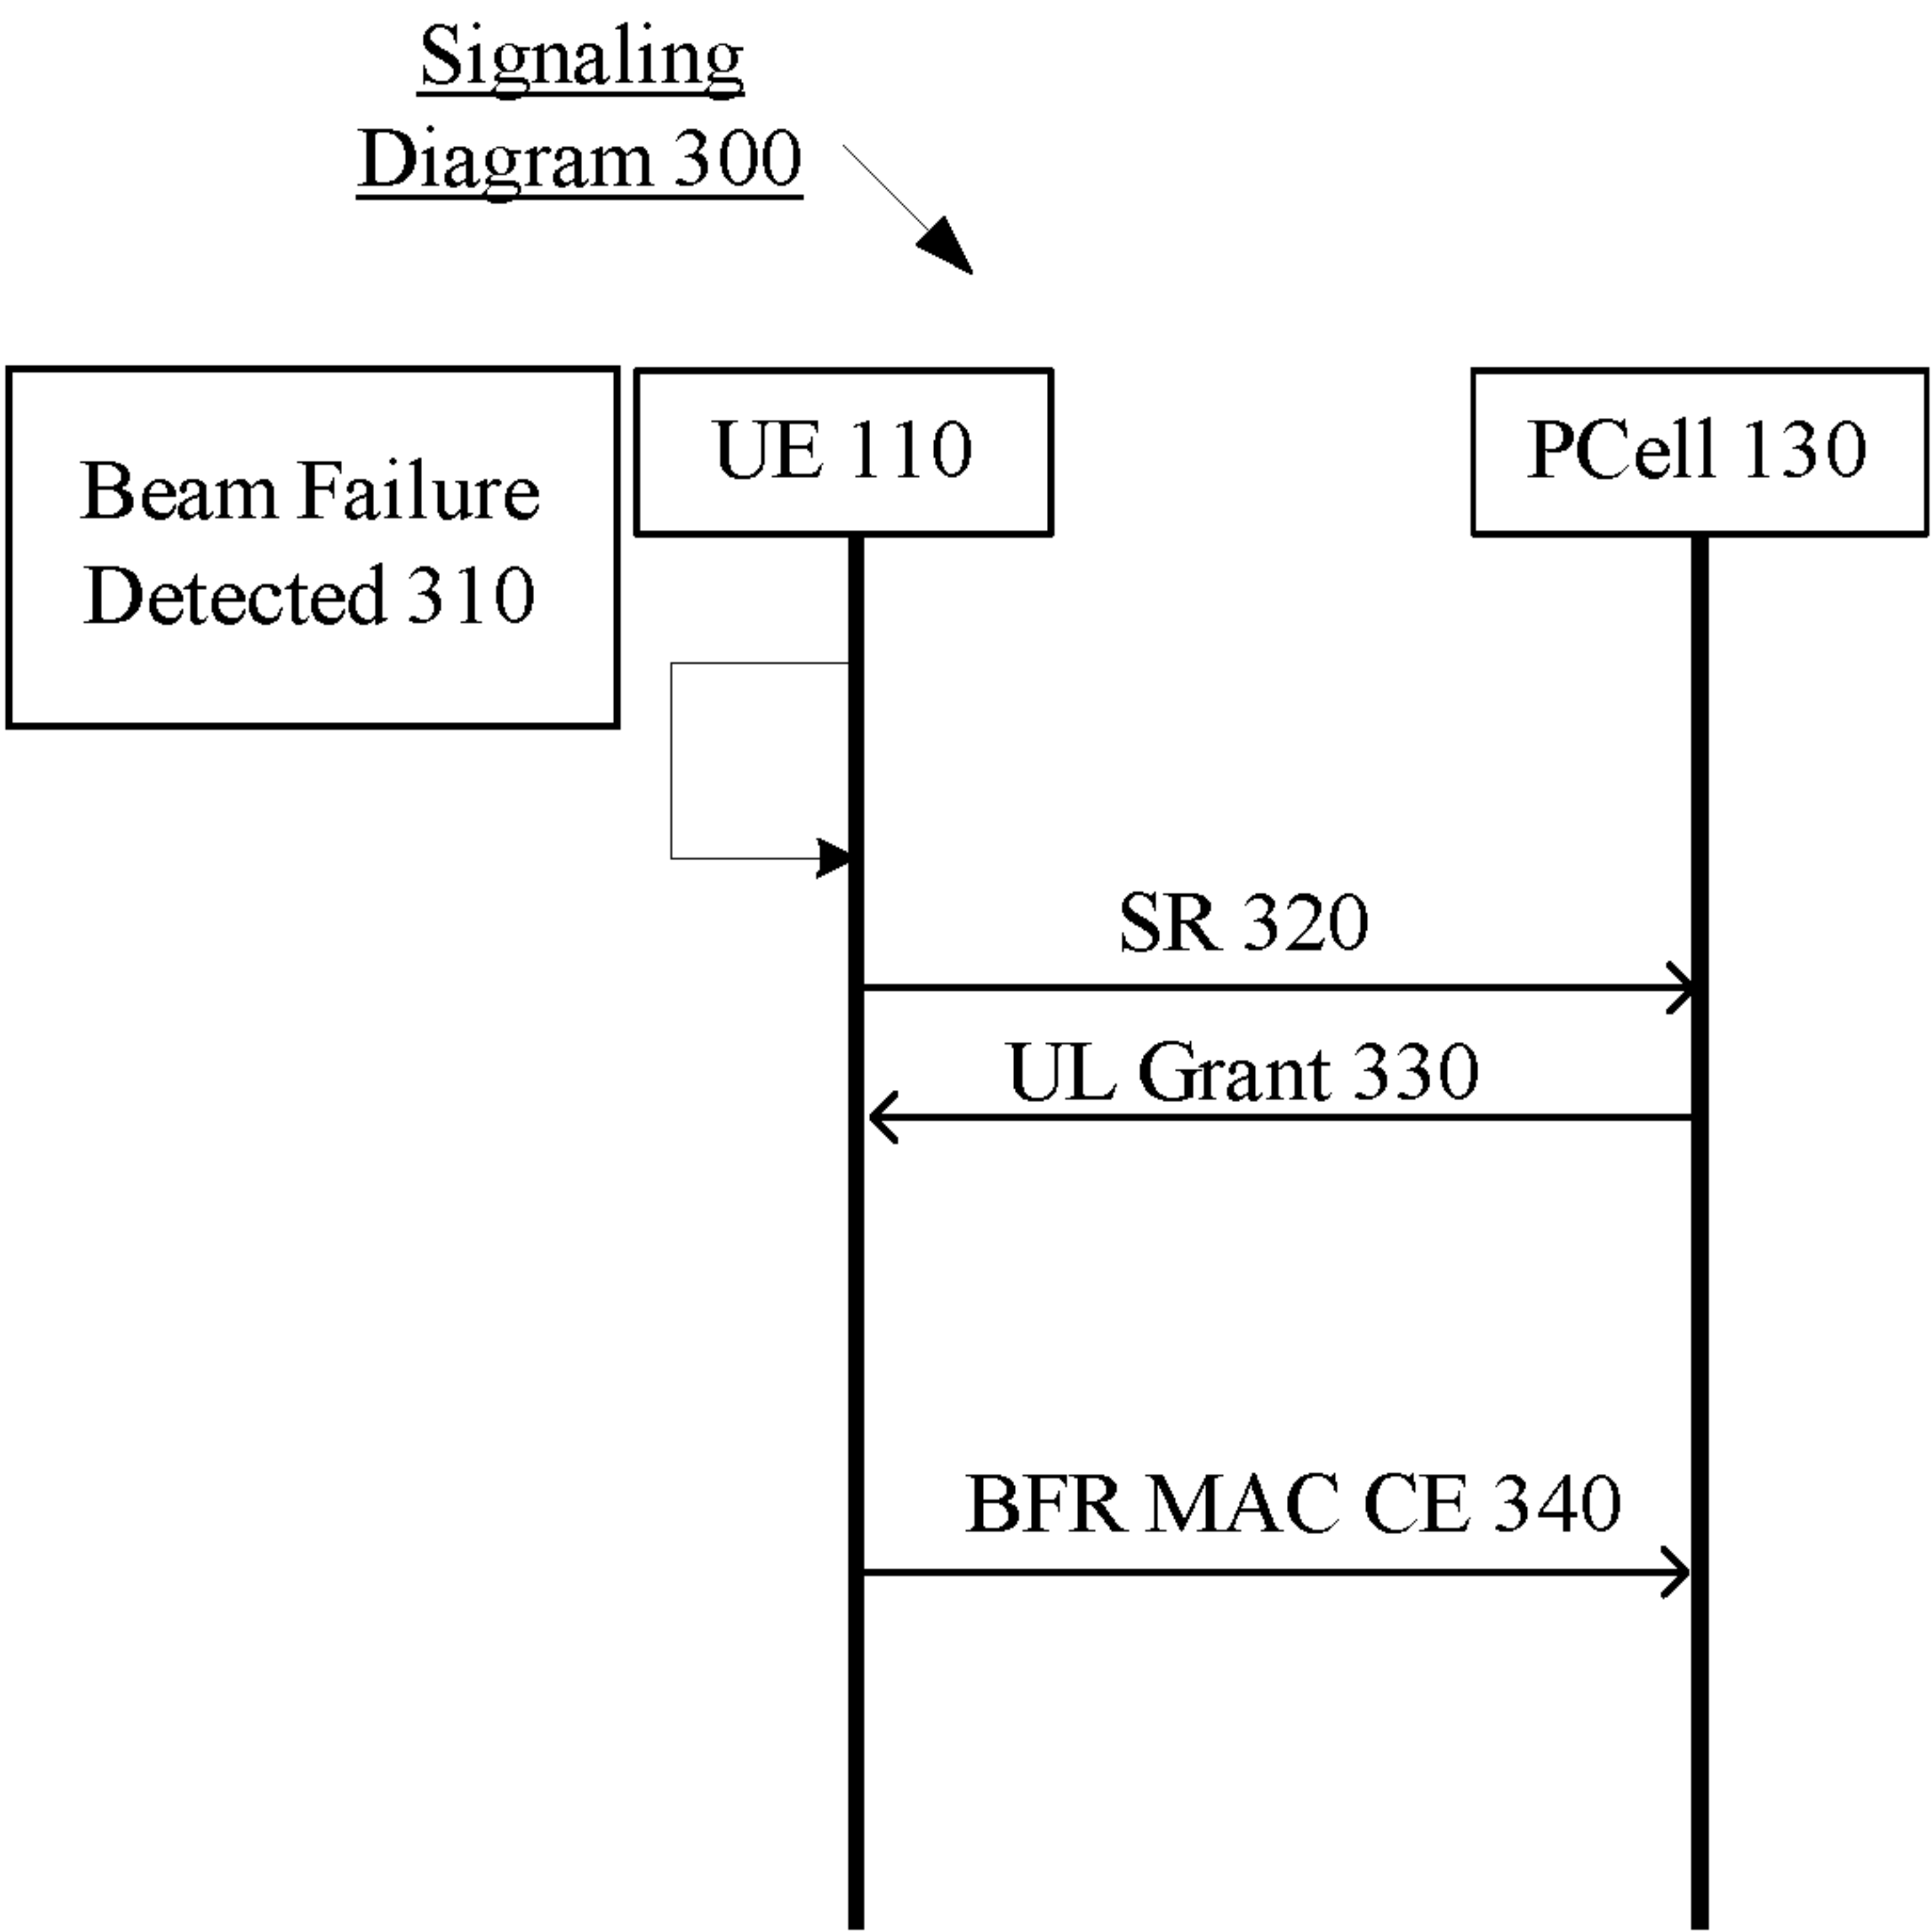 Signaling
Diagram 300
Beam Failure
Detected 310
UE 110
PCell 130
SR 320
UL Grant 330
BFR MAC CE 340